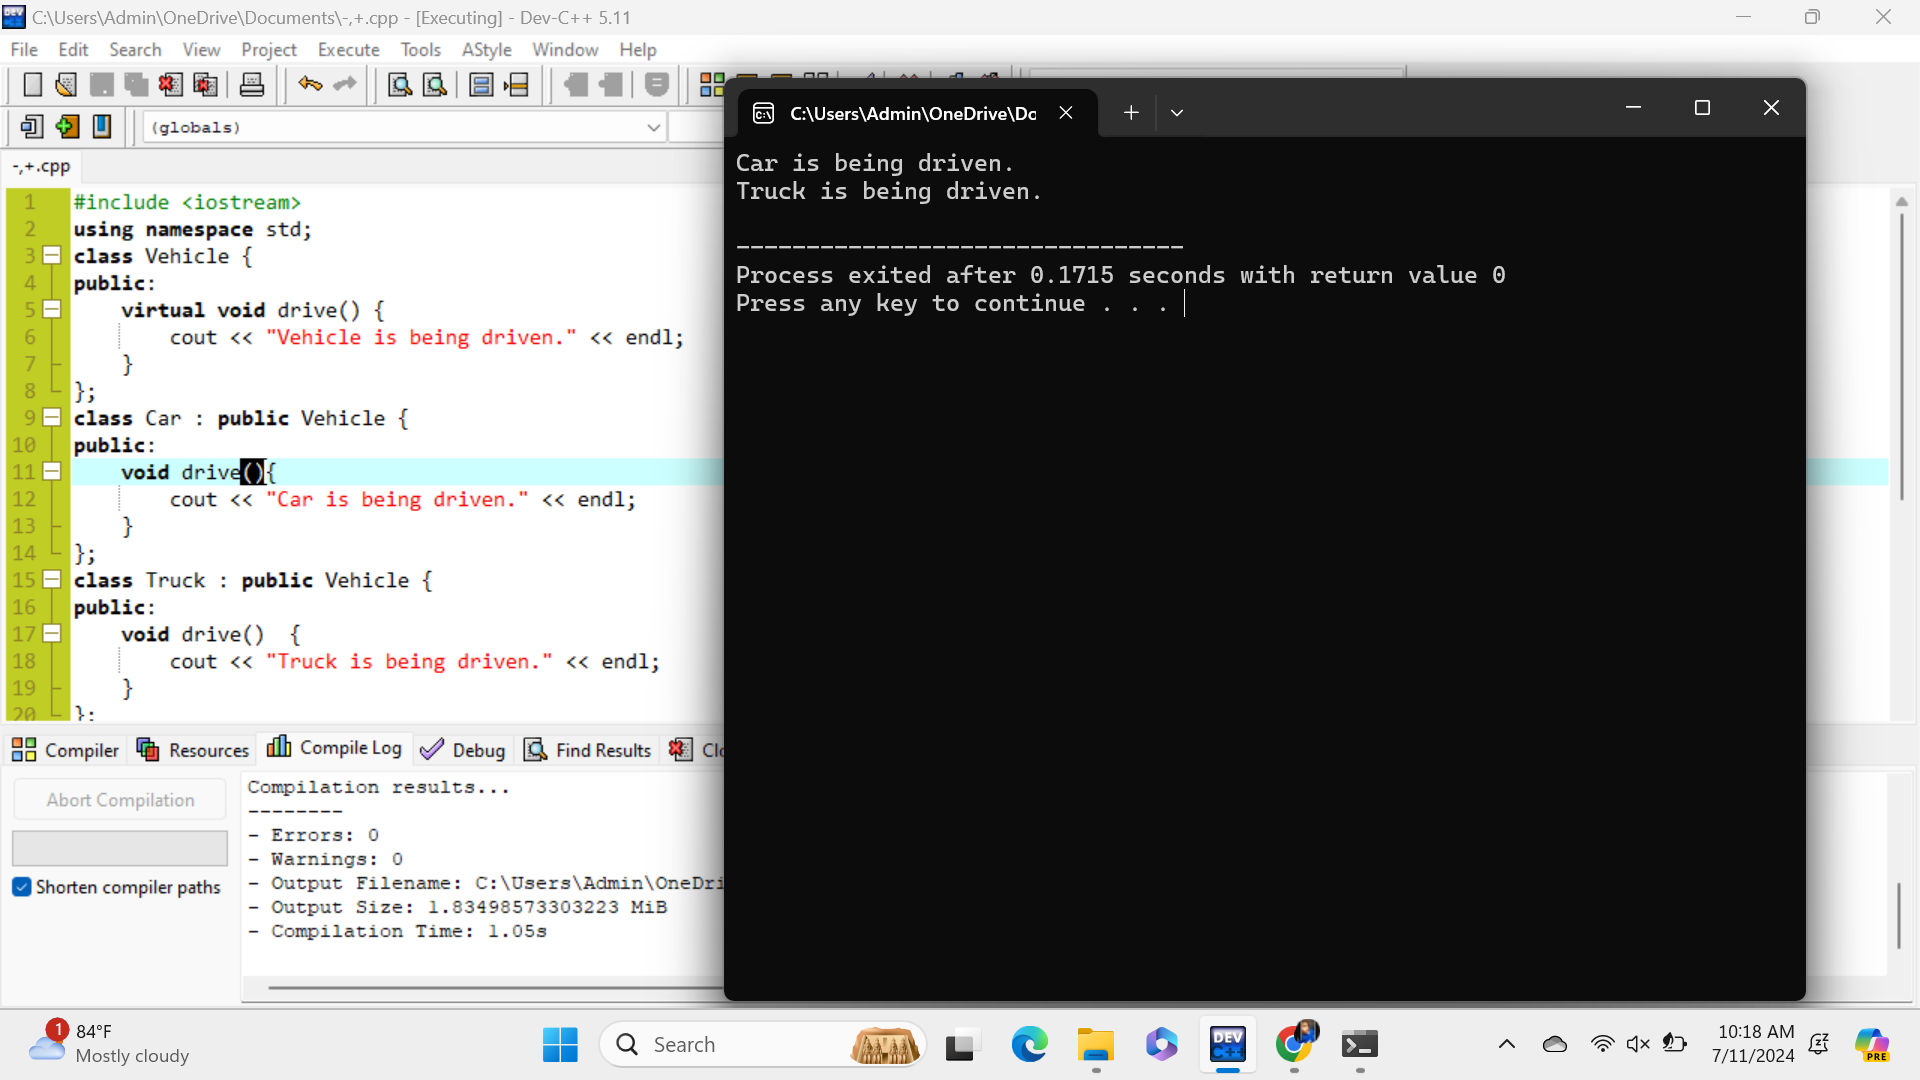 C:\Users\Admin\OneDrive\Documents\-,+.cpp - [Executing] - Dev-C++ 5.11
File Edit Search View Project Execute Tools AStyle Window Help
(globals)
-,+.cpp
1 #include <iostream>
2 using namespace std;
3 class Vehicle {
4 public:
5 virtual void drive() {
6 cout << "Vehicle is being driven." << endl;
7 }
8 };
9 class Car : public Vehicle {
10 public:
11 void drive(){
12 cout << "Car is being driven." << endl;
13 }
14 };
15 class Truck : public Vehicle {
16 public:
17 void drive()  {
18 cout << "Truck is being driven." << endl;
19 }
20 };
C:\Users\Admin\OneDrive\Do
Car is being driven.
Truck is being driven.
--------------------------------
Process exited after 0.1715 seconds with return value 0
Press any key to continue . . .
Compiler Resources Compile Log Debug Find Results
Abort Compilation
Shorten compiler paths
Compilation results...
--------
- Errors: 0
- Warnings: 0
- Output Filename: C:\Users\Admin\OneDri
- Output Size: 1.83498573303223 MiB
- Compilation Time: 1.05s
1
84°F
Mostly cloudy
Search
DEV
C++
10:18 AM
7/11/2024
PRE